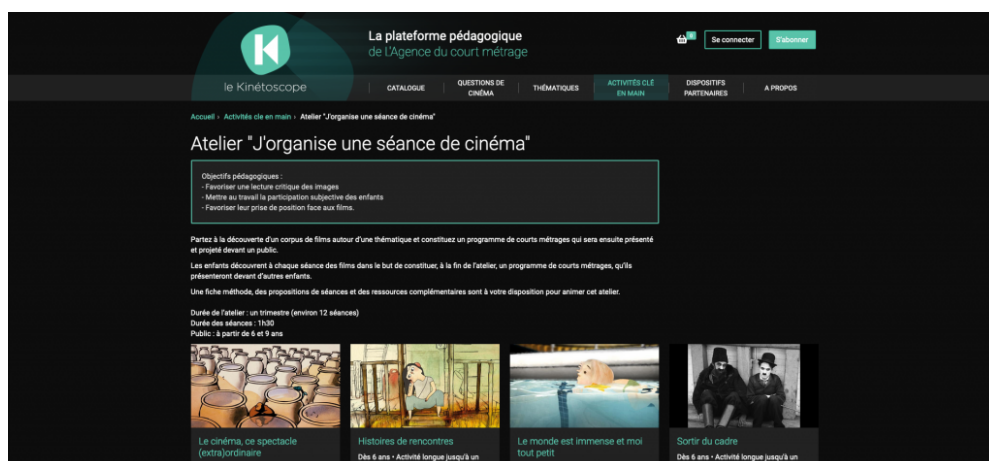 La plateforme pédagogique
de L'Agence du court métrage
0
Se connecter
S'abonner
le Kinétoscope
CATALOGUE
QUESTIONS DE
CINÉMA
THÉMATIQUES
ACTIVITÉS CLÉ
EN MAIN
DISPOSITIFS
PARTENAIRES
A PROPOS
Accueil › Activités cle en main › Atelier "J'organise une séance de cinéma"
Atelier "J'organise une séance de cinéma"
Objectifs pédagogiques :
- Favoriser une lecture critique des images
- Mettre au travail la participation subjective des enfants
- Favoriser leur prise de position face aux films.
Partez à la découverte d'un corpus de films autour d'une thématique et constituez un programme de courts métrages qui sera ensuite présenté
et projeté devant un public.
Les enfants découvrent à chaque séance des films dans le but de constituer, à la fin de l'atelier, un programme de courts métrages, qu'ils
présenteront devant d'autres enfants.
Une fiche méthode, des propositions de séances et des ressources complémentaires sont à votre disposition pour animer cet atelier.
Durée de l'atelier : un trimestre (environ 12 séances)
Durée des séances : 1h30
Public : à partir de 6 et 9 ans
Le cinéma, ce spectacle
(extra)ordinaire
Histoires de rencontres
Dès 6 ans • Activité longue jusqu'à un
Le monde est immense et moi
tout petit
Sortir du cadre
Dès 6 ans • Activité longue jusqu'à un